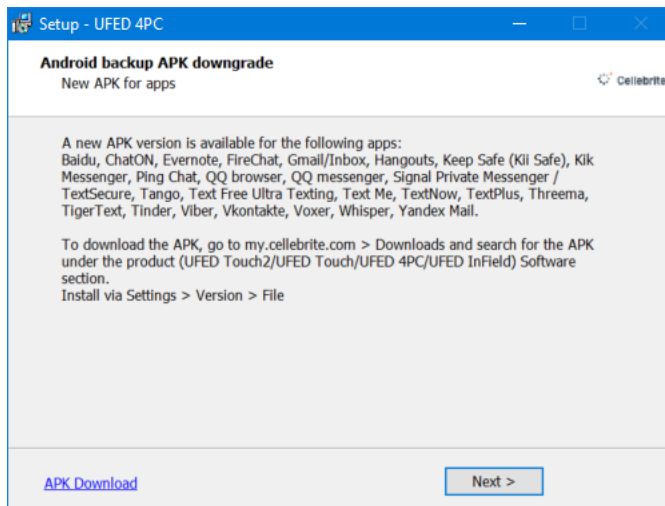 Setup - UFED 4PC
Android backup APK downgrade
New APK for apps
Cellebrite
A new APK version is available for the following apps:
Baidu, ChatON, Evernote, FireChat, Gmail/Inbox, Hangouts, Keep Safe (Kii Safe), Kik
Messenger, Ping Chat, QQ browser, QQ messenger, Signal Private Messenger /
TextSecure, Tango, Text Free Ultra Texting, Text Me, TextNow, TextPlus, Threema,
TigerText, Tinder, Viber, Vkontakte, Voxer, Whisper, Yandex Mail.
To download the APK, go to my.cellebrite.com > Downloads and search for the APK
under the product (UFED Touch2/UFED Touch/UFED 4PC/UFED InField) Software
section.
Install via Settings > Version > File
APK Download
Next >